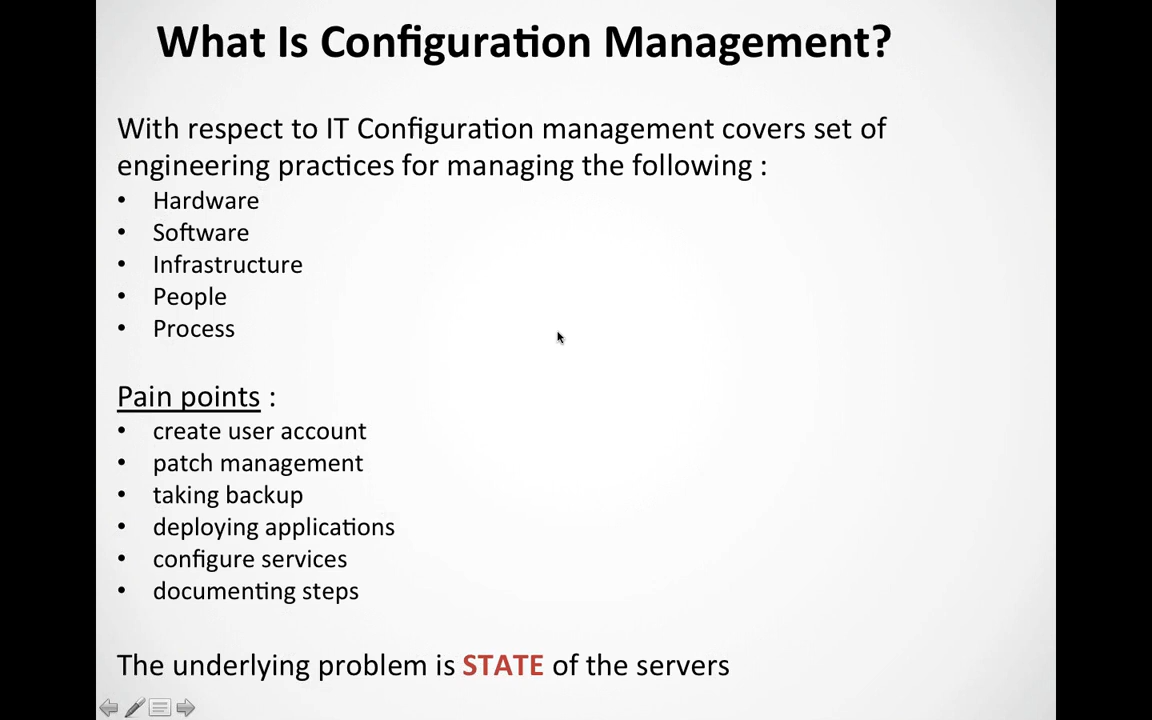 What Is Configuration Management?
With respect to IT Configuration management covers set of
engineering practices for managing the following :
• Hardware
• Software
• Infrastructure
• People
• Process
Pain points :
• create user account
• patch management
• taking backup
• deploying applications
• configure services
• documenting steps
The underlying problem is STATE of the servers